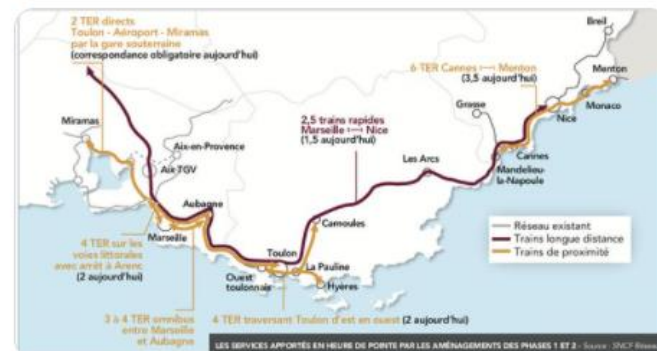 2 TER directs
Toulon - Aéroport - Miramas
par la gare souterraine
(correspondance obligatoire aujourd'hui)
Breil
6 TER Cannes ⟷ Menton
(3,5 aujourd'hui)
Menton
Monaco
Nice
Grasse
Cannes
Mandelieu-
la-Napoule
2,5 trains rapides
Marseille ⟷ Nice
(1,5 aujourd'hui)
Les Arcs
Miramas
Aix-en-Provence
Aix-TGV
Aubagne
Marseille
Carnoules
Toulon
La Pauline
Hyères
Ouest
toulonnais
4 TER sur les
voies littorales
avec arrêt à Arenc
(2 aujourd'hui)
3 à 4 TER omnibus
entre Marseille
et Aubagne
4 TER traversant Toulon d'est en ouest (2 aujourd'hui)
Réseau existant
Trains longue distance
Trains de proximité
LES SERVICES APPORTÉS EN HEURE DE POINTE PAR LES AMÉNAGEMENTS DES PHASES 1 ET 2 - Source : SNCF Réseau